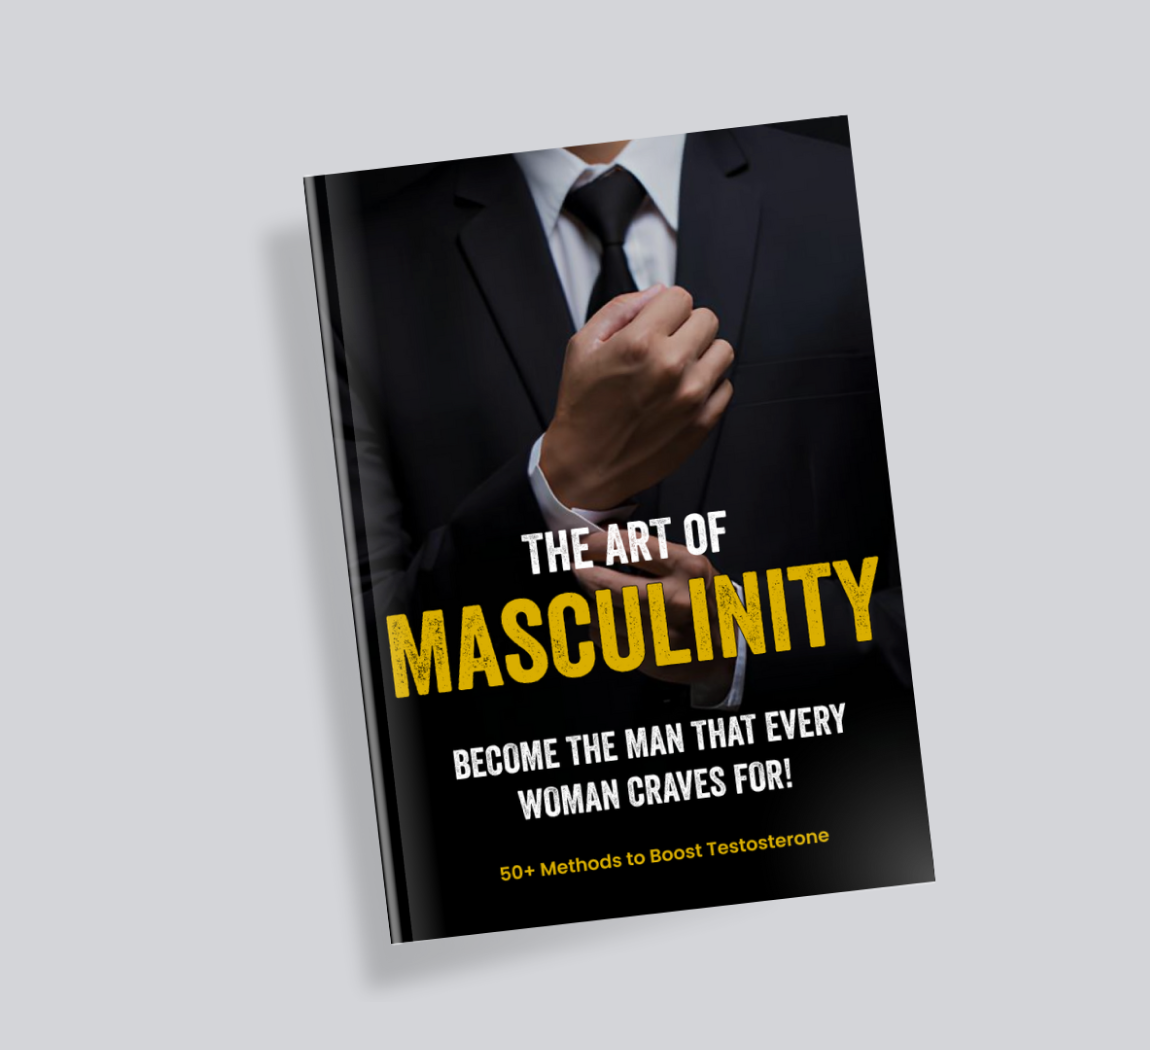 THE ART OF
MASCULINITY
BECOME THE MAN THAT EVERY
WOMAN CRAVES FOR!
50+ Methods to Boost Testosterone